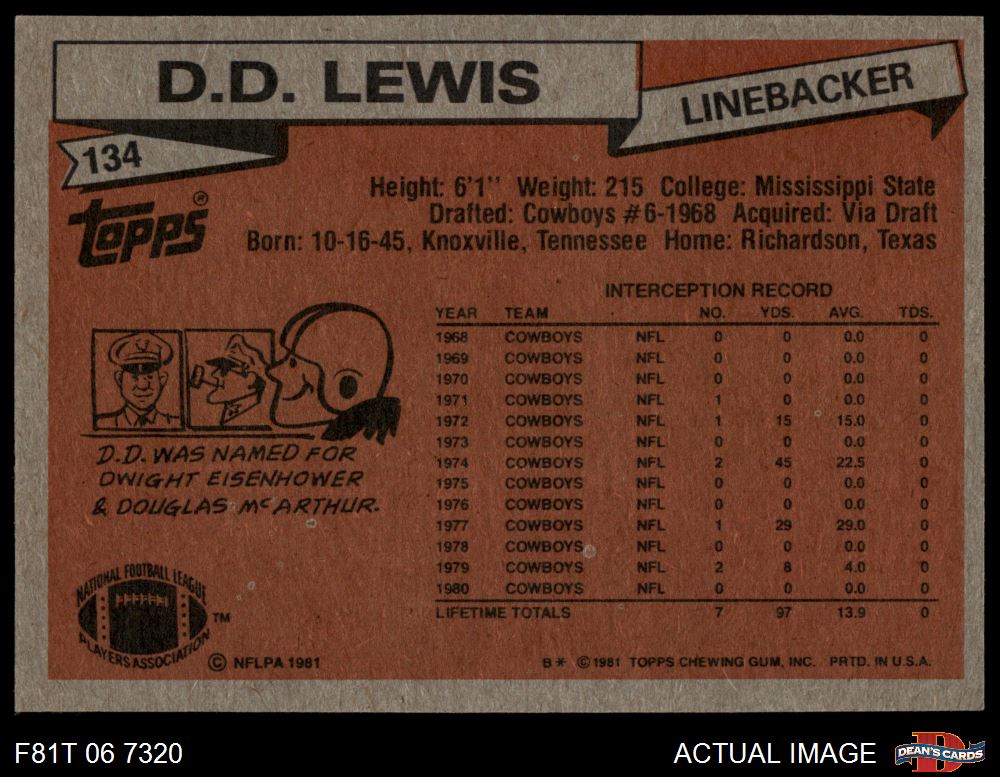 D.D. LEWIS
LINEBACKER
134
topps®
Height: 6'1'' Weight: 215 College: Mississippi State
Drafted: Cowboys #6-1968 Acquired: Via Draft
Born: 10-16-45, Knoxville, Tennessee Home: Richardson, Texas
INTERCEPTION RECORD
YEAR TEAM NO. YDS. AVG. TDS.
1968 COWBOYS NFL 0 0 0.0 0
1969 COWBOYS NFL 0 0 0.0 0
1970 COWBOYS NFL 0 0 0.0 0
1971 COWBOYS NFL 1 0 0.0 0
1972 COWBOYS NFL 1 15 15.0 0
1973 COWBOYS NFL 0 0 0.0 0
1974 COWBOYS NFL 2 45 22.5 0
1975 COWBOYS NFL 0 0 0.0 0
1976 COWBOYS NFL 0 0 0.0 0
1977 COWBOYS NFL 1 29 29.0 0
1978 COWBOYS NFL 0 0 0.0 0
1979 COWBOYS NFL 2 8 4.0 0
1980 COWBOYS NFL 0 0 0.0 0
LIFETIME TOTALS 7 97 13.9 0
D.D. WAS NAMED FOR
DWIGHT EISENHOWER
& DOUGLAS McARTHUR.
NATIONAL FOOTBALL LEAGUE
PLAYERS ASSOCIATION
TM
© NFLPA 1981
B* ©1981 TOPPS CHEWING GUM, INC. PRTD. IN U.S.A.
F81T 06 7320
ACTUAL IMAGE
D
DEAN'S CARDS